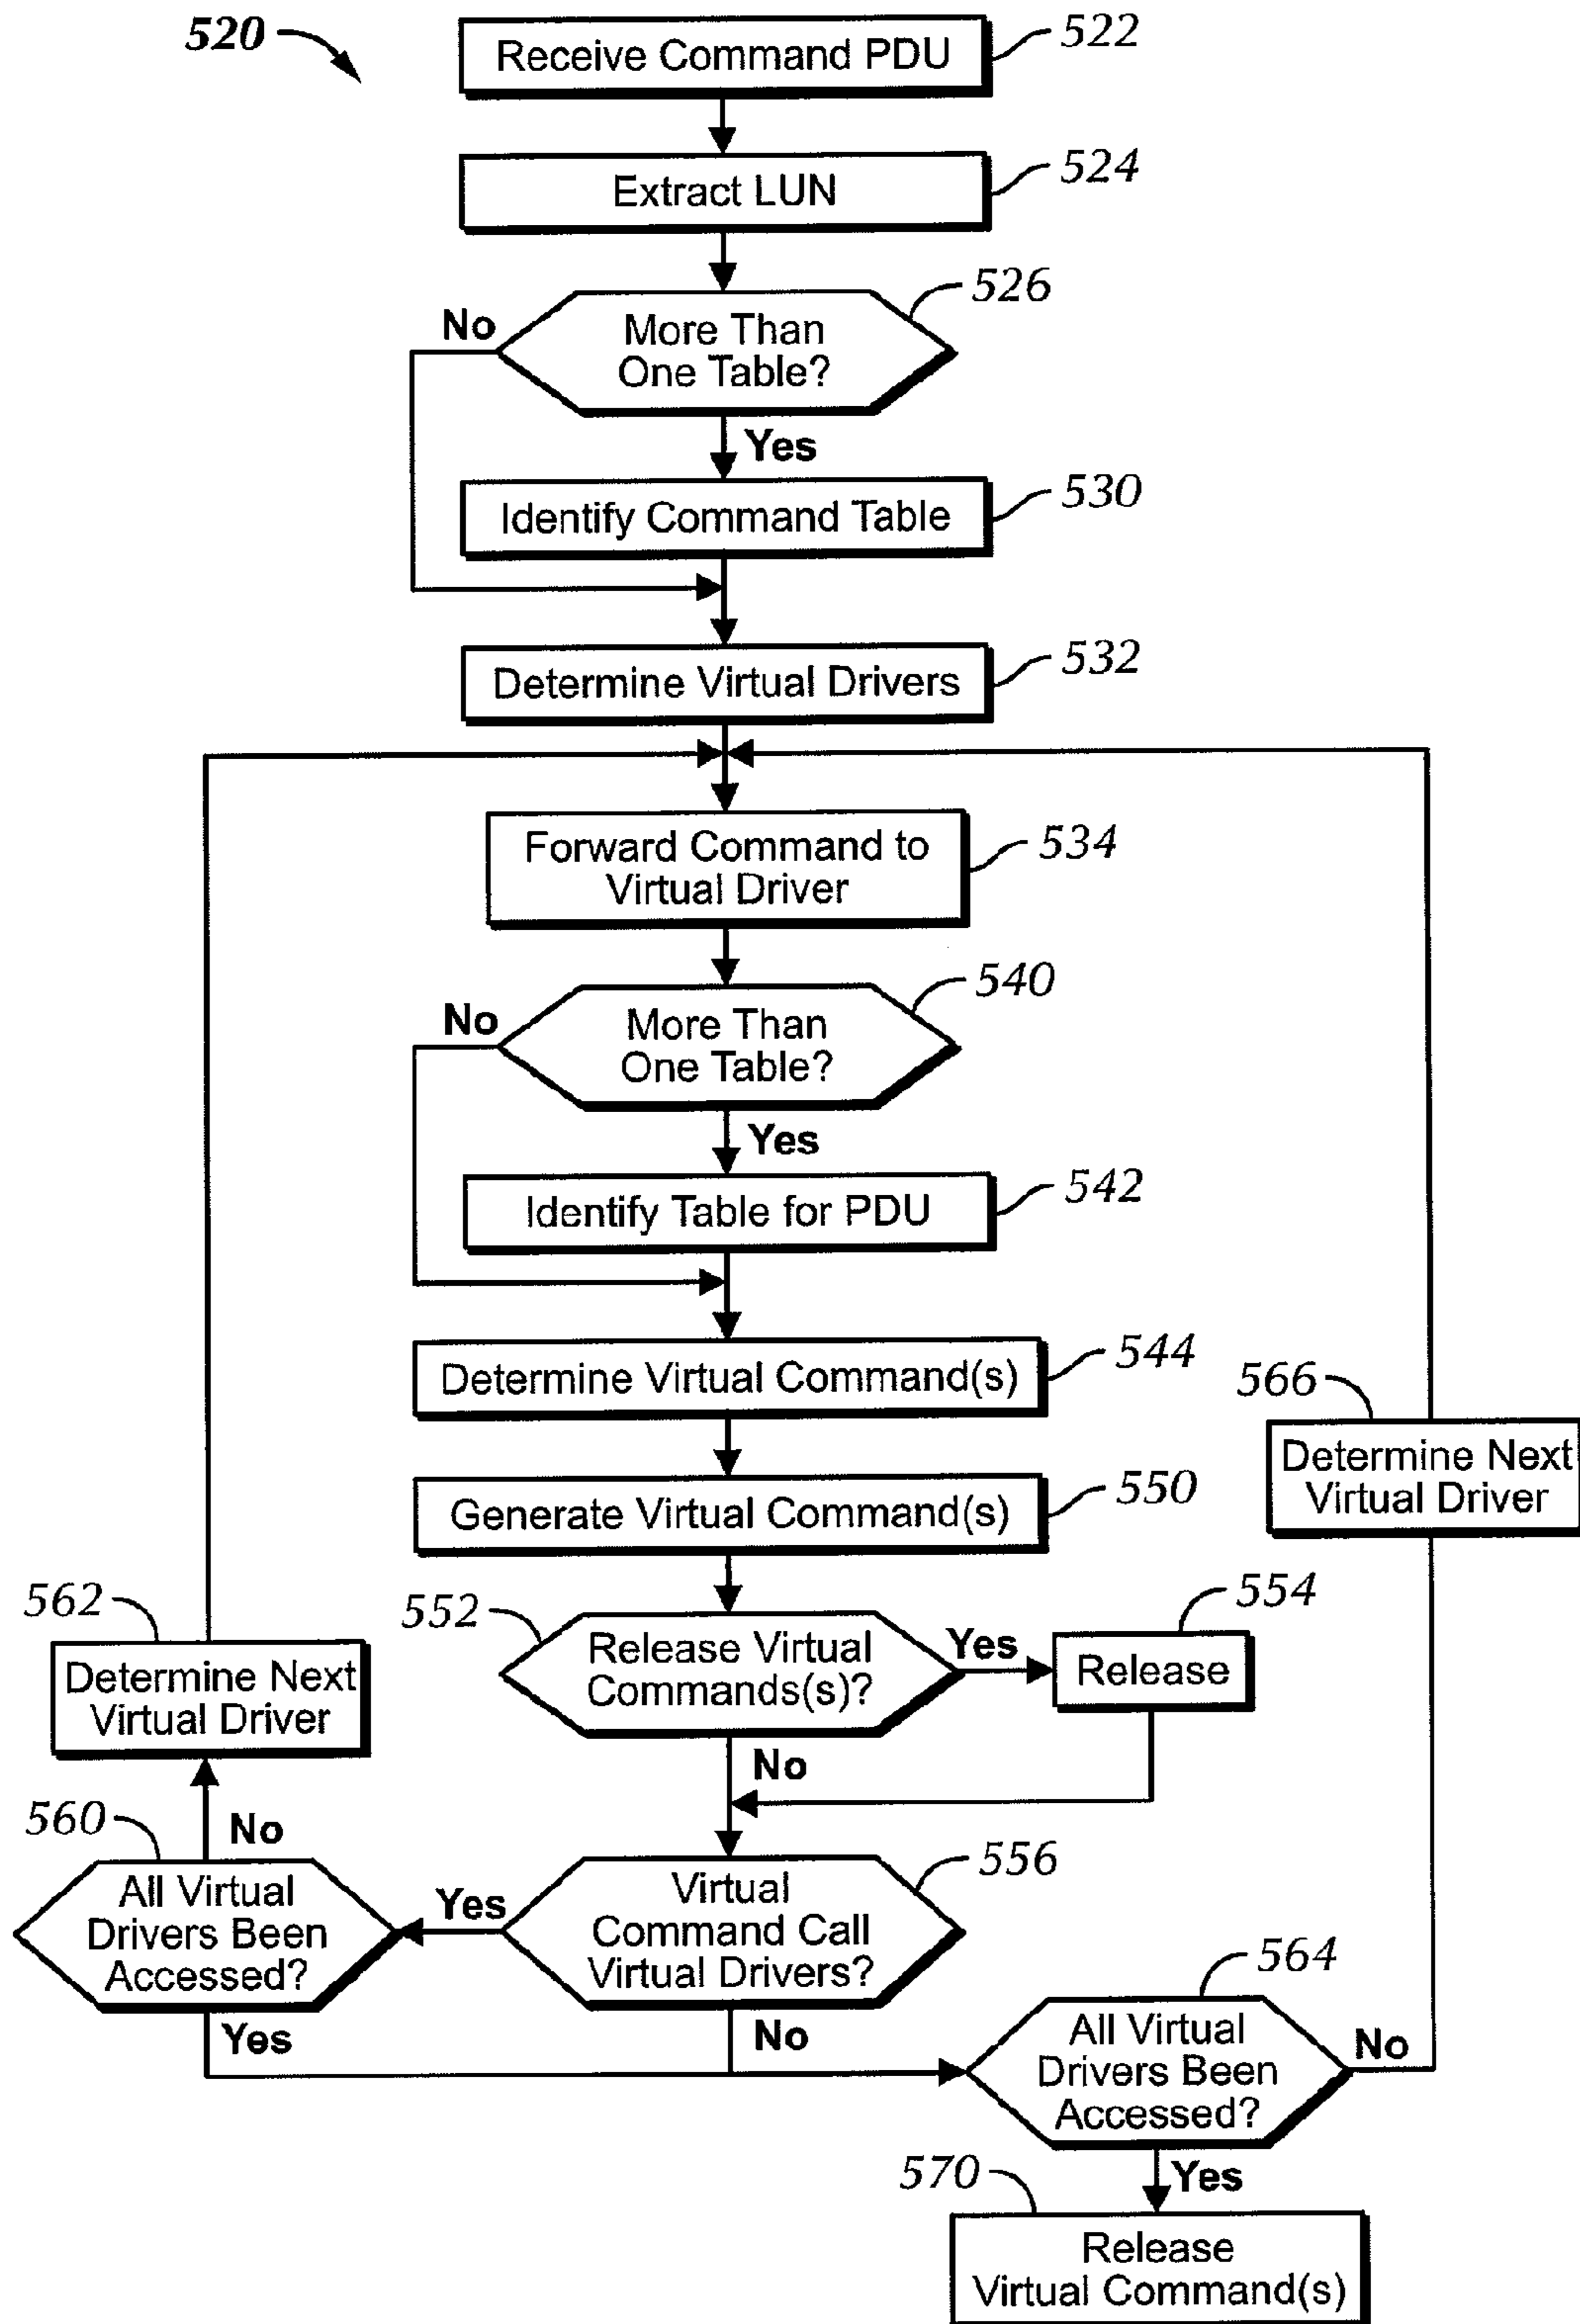 520
Receive Command PDU
522
Extract LUN
524
More Than
One Table?
526
No
Yes
Identify Command Table
530
Determine Virtual Drivers
532
Forward Command to
Virtual Driver
534
More Than
One Table?
540
No
Yes
Identify Table for PDU
542
Determine Virtual Command(s)
544
566
Determine Next
Virtual Driver
Generate Virtual Command(s)
550
562
Determine Next
Virtual Driver
552
Release Virtual
Commands(s)?
Yes
554
Release
No
560
No
All Virtual
Drivers Been
Accessed?
Yes
Yes
Virtual
Command Call
Virtual Drivers?
556
No
564
All Virtual
Drivers Been
Accessed?
No
Yes
570
Release
Virtual Command(s)